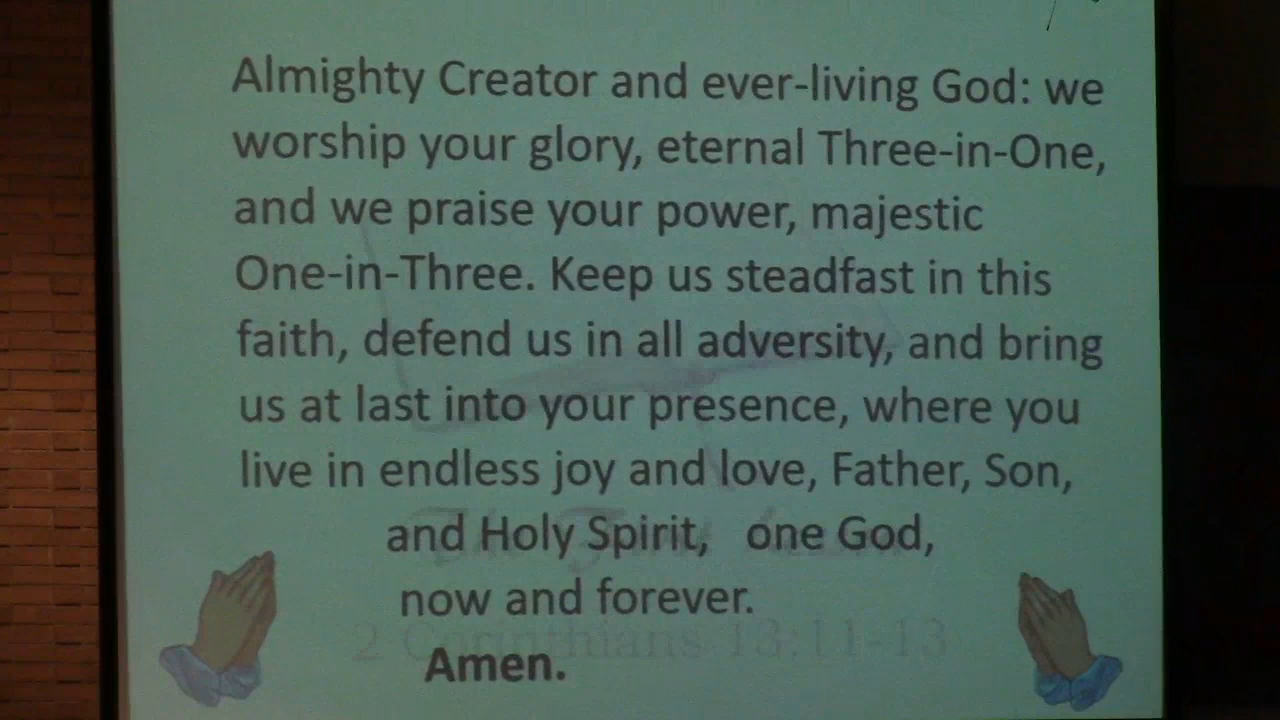 Almighty Creator and ever-living God: we
worship your glory, eternal Three-in-One,
and we praise your power, majestic
One-in-Three. Keep us steadfast in this
faith, defend us in all adversity, and bring
us at last into your presence, where you
live in endless joy and love, Father, Son,
and Holy Spirit, one God,
now and forever.
2 Corinthians 13:11-13
Amen.